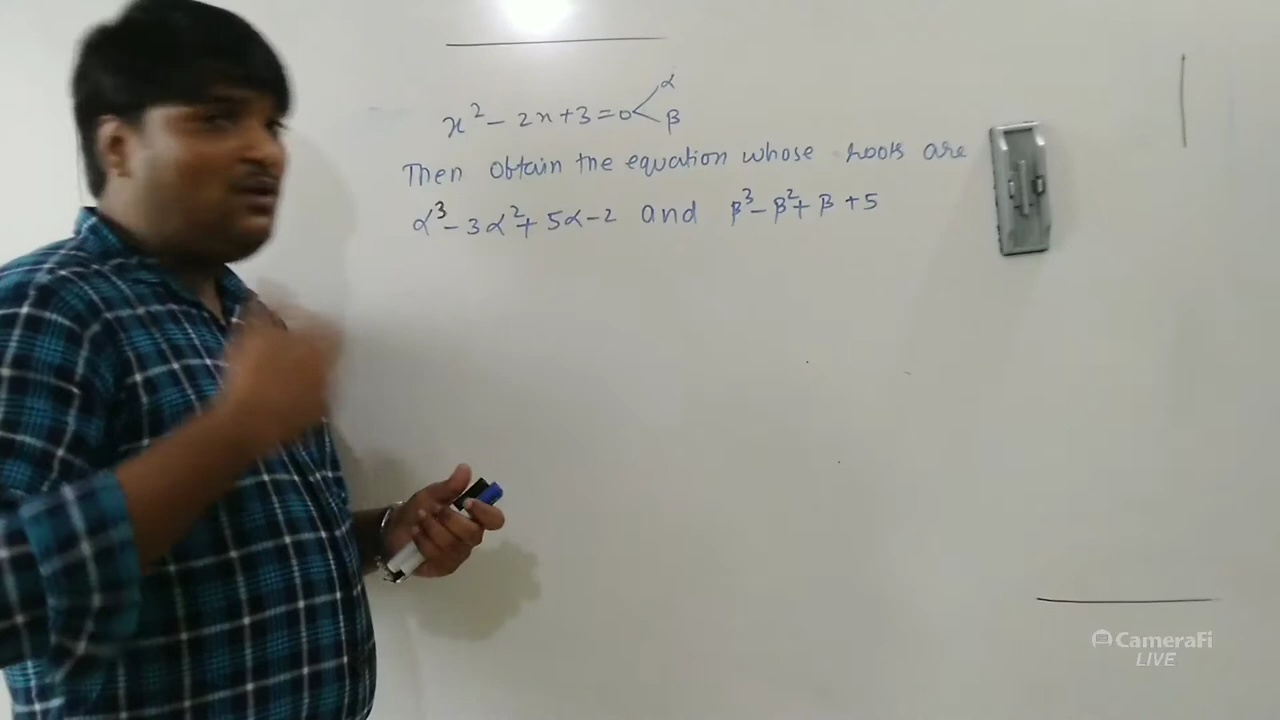 x² - 2x + 3 = 0 < α β
Then obtain the equation whose roots are
α³ - 3α² + 5α - 2 and β³ - β² + β + 5
CameraFi
LIVE